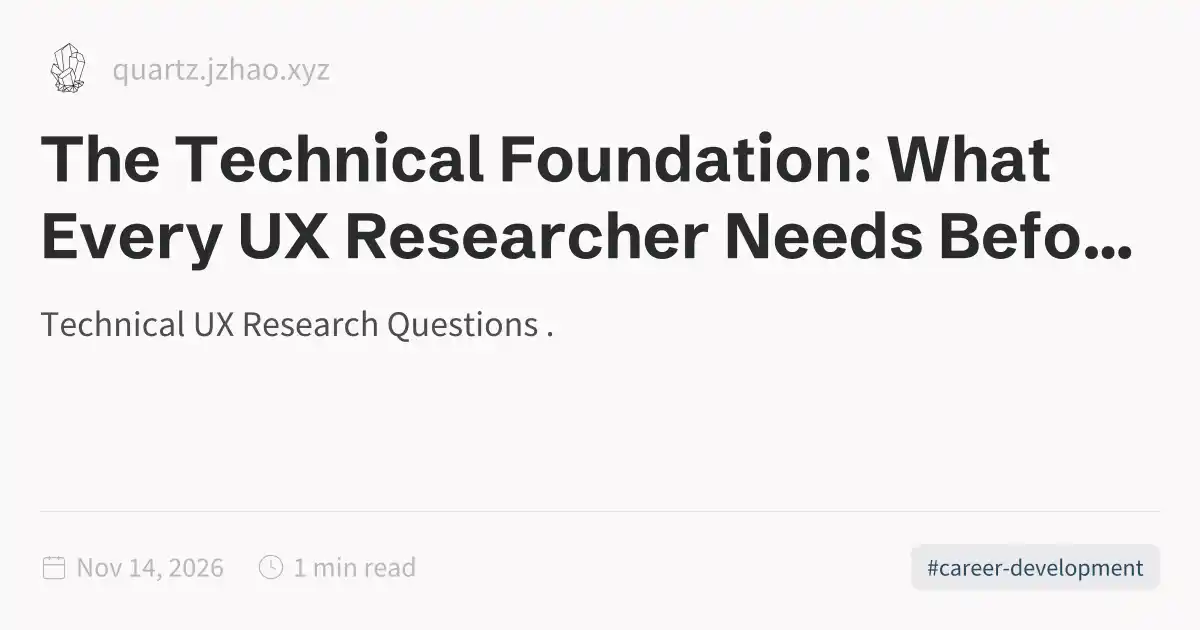 quartz.jzhao.xyz
The Technical Foundation: What
Every UX Researcher Needs Befo...
Technical UX Research Questions .
Nov 14, 2026
1 min read
#career-development